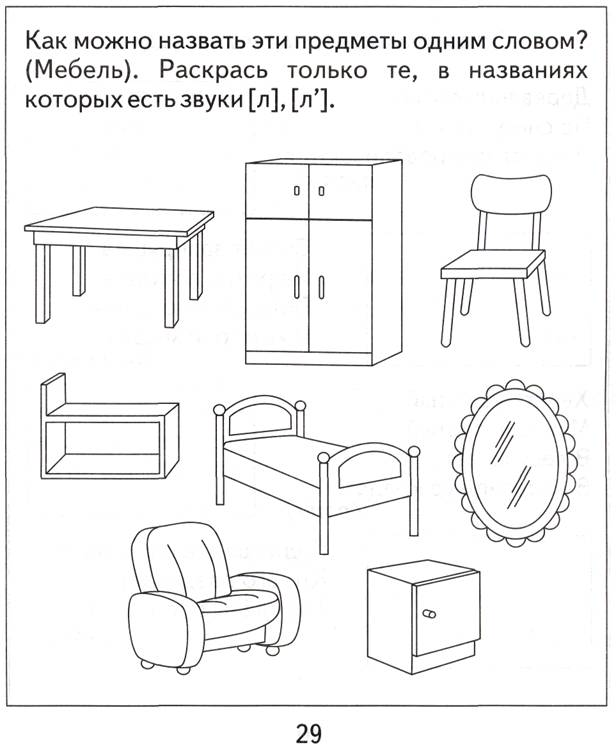 Как можно назвать эти предметы одним словом?
(Мебель). Раскрась только те, в названиях
которых есть звуки [л], [л’].
29